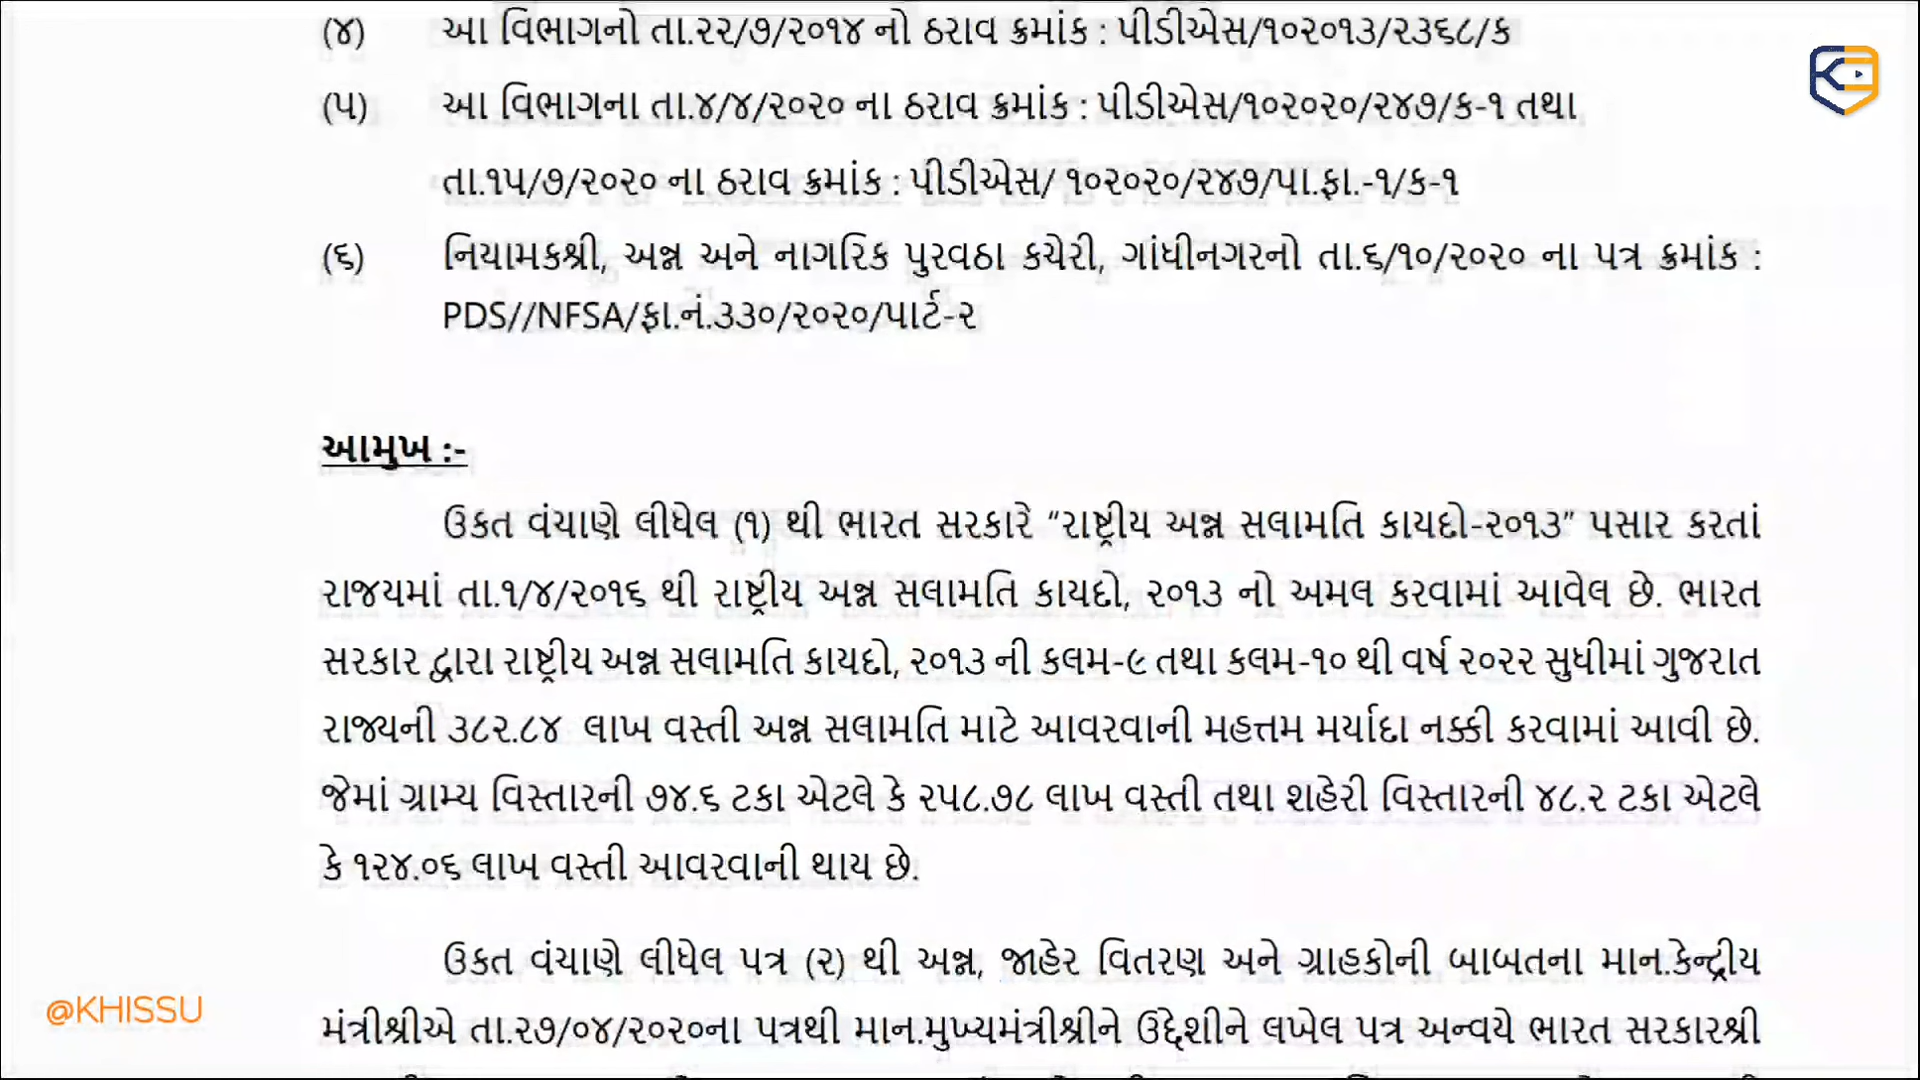 (૪) આ વિભાગનો તા.૨૨/૭/૨૦૧૪ નો ઠરાવ ક્રમાંક : પીડીએસ/૧૦૨૦૧૩/૨૩૬૮/ક
(૫) આ વિભાગના તા.૪/૪/૨૦૨૦ ના ઠરાવ ક્રમાંક : પીડીએસ/૧૦૨૦૨૦/૨૪૭/ક-૧ તથા
તા.૧૫/૭/૨૦૨૦ ના ઠરાવ ક્રમાંક : પીડીએસ/ ૧૦૨૦૨૦/૨૪૭/પા.ફા.-૧/ક-૧
(૬) નિયામકશ્રી, અન્ન અને નાગરિક પુરવઠા કચેરી, ગાંધીનગરનો તા.૬/૧૦/૨૦૨૦ ના પત્ર ક્રમાંક :
PDS//NFSA/ફા.નં.૩૩૦/૨૦૨૦/પાર્ટ-૨
આમુખ :-
ઉકત વંચાણે લીધેલ (૧) થી ભારત સરકારે “રાષ્ટ્રીય અન્ન સલામતિ કાયદો-૨૦૧૩” પસાર કરતાં
રાજયમાં તા.૧/૪/૨૦૧૬ થી રાષ્ટ્રીય અન્ન સલામતિ કાયદો, ૨૦૧૩ નો અમલ કરવામાં આવેલ છે. ભારત
સરકાર દ્વારા રાષ્ટ્રીય અન્ન સલામતિ કાયદો, ૨૦૧૩ ની કલમ-૯ તથા કલમ-૧૦ થી વર્ષ ૨૦૨૨ સુધીમાં ગુજરાત
રાજ્યની ૩૮૨.૮૪ લાખ વસ્તી અન્ન સલામતિ માટે આવરવાની મહત્તમ મર્યાદા નક્કી કરવામાં આવી છે.
જેમાં ગ્રામ્ય વિસ્તારની ૭૪.૬ ટકા એટલે કે ૨૫૮.૭૮ લાખ વસ્તી તથા શહેરી વિસ્તારની ૪૮.૨ ટકા એટલે
કે ૧૨૪.૦૬ લાખ વસ્તી આવરવાની થાય છે.
ઉકત વંચાણે લીધેલ પત્ર (૨) થી અન્ન, જાહેર વિતરણ અને ગ્રાહકોની બાબતના માન.કેન્દ્રીય
@KHISSU
મંત્રીશ્રીએ તા.૨૭/૦૪/૨૦૨૦ના પત્રથી માન.મુખ્યમંત્રીશ્રીને ઉદ્દેશીને લખેલ પત્ર અન્વયે ભારત સરકારશ્રી